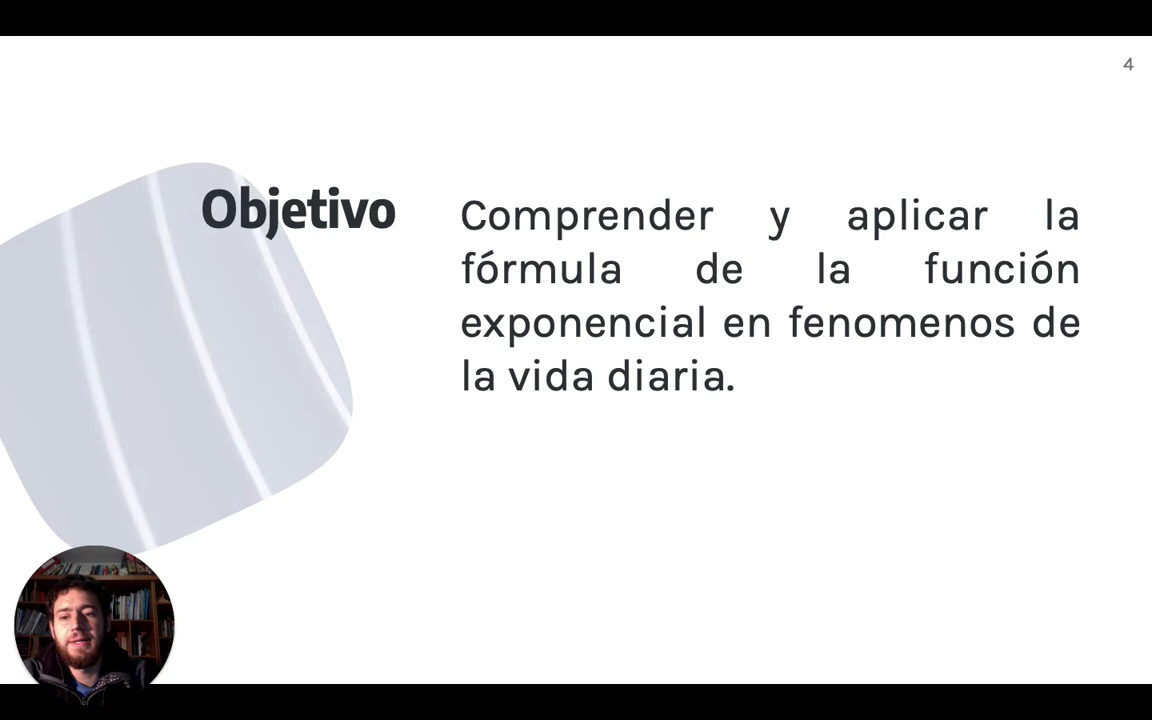 4
Objetivo
Comprender y aplicar la
fórmula de la función
exponencial en fenomenos de
la vida diaria.